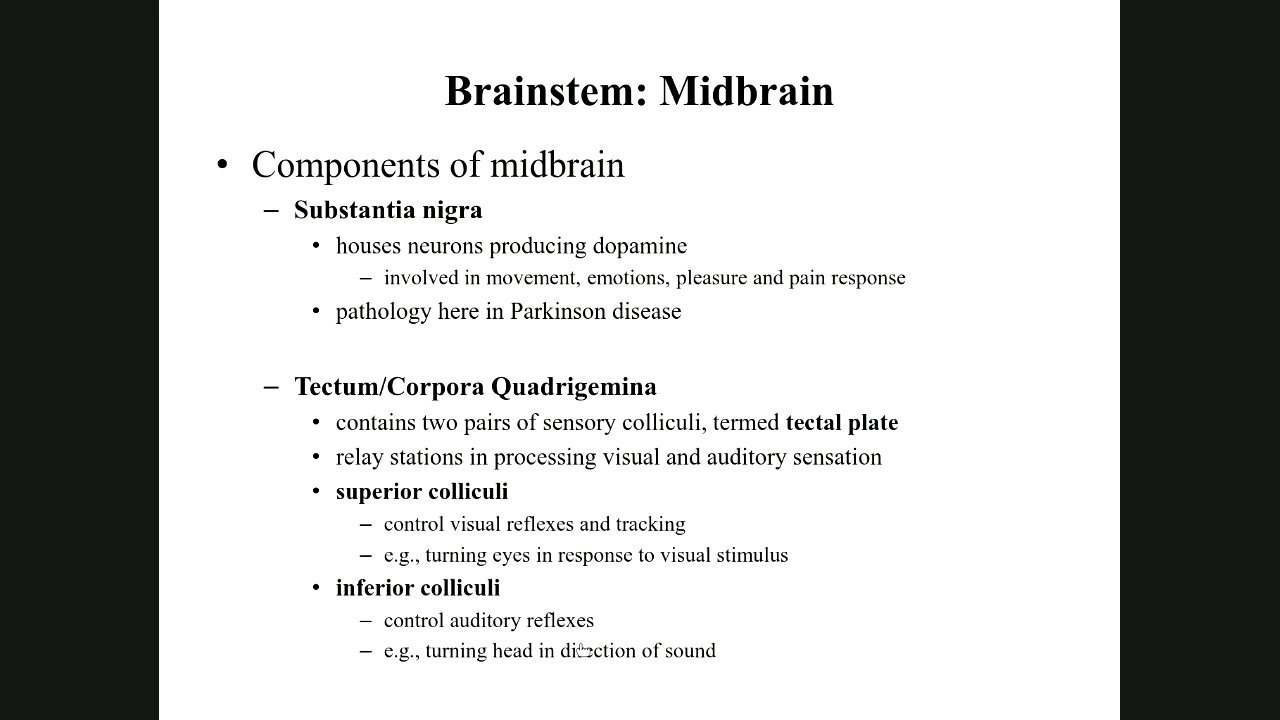 Brainstem: Midbrain
• Components of midbrain
– Substantia nigra
• houses neurons producing dopamine
– involved in movement, emotions, pleasure and pain response
• pathology here in Parkinson disease
– Tectum/Corpora Quadrigemina
• contains two pairs of sensory colliculi, termed tectal plate
• relay stations in processing visual and auditory sensation
• superior colliculi
– control visual reflexes and tracking
– e.g., turning eyes in response to visual stimulus
• inferior colliculi
– control auditory reflexes
– e.g., turning head in direction of sound